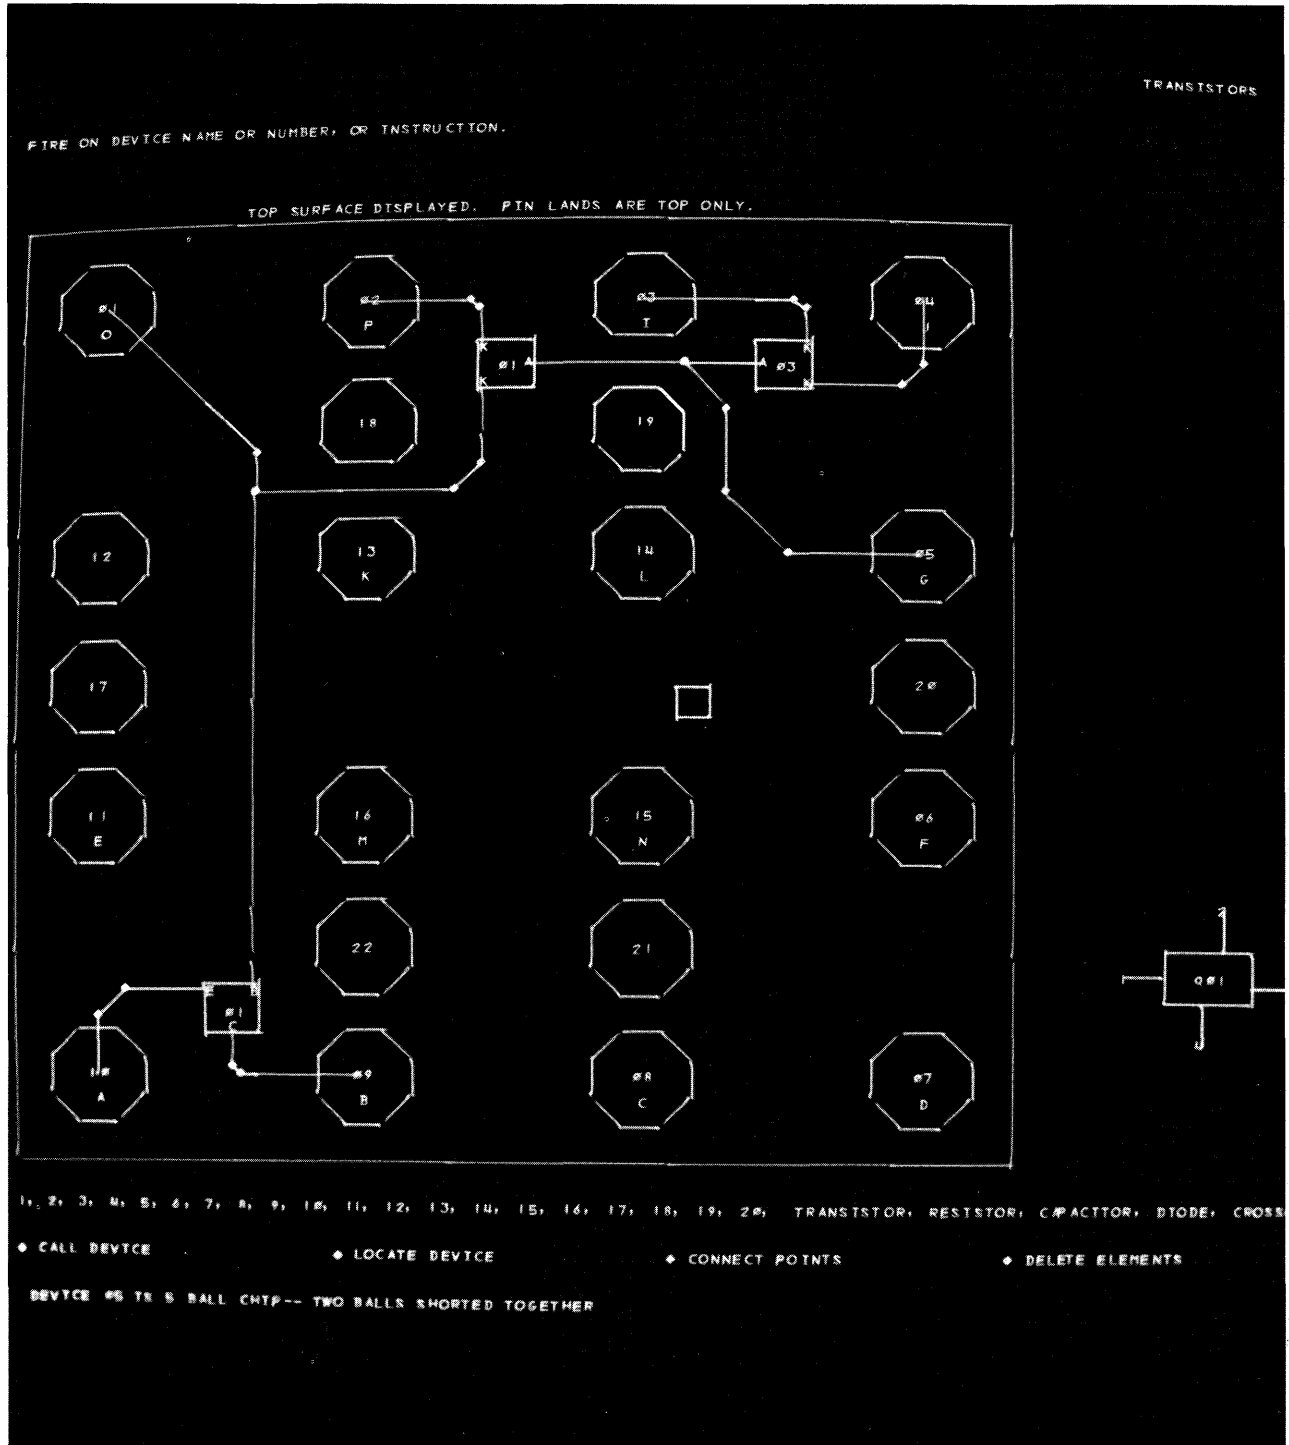 TRANSISTORS
FIRE ON DEVICE NAME OR NUMBER, OR INSTRUCTION.
TOP SURFACE DISPLAYED. PIN LANDS ARE TOP ONLY.
Ø1
O
Ø2
P
Ø3
T
Ø4
K
Ø1 A
K
K
A Ø3
K
18
19
12
13
K
14
L
Ø5
G
17
2Ø
11
E
16
M
15
N
Ø6
F
22
21
QØ1
E
Ø1
C
1Ø
A
Ø9
B
Ø8
C
Ø7
D
1, 2, 3, 4, 5, 6, 7, 8, 9, 1Ø, 11, 12, 13, 14, 15, 16, 17, 18, 19, 2Ø, TRANSISTOR, RESISTOR, CAPACITOR, DIODE, CROSS
CALL DEVICE LOCATE DEVICE CONNECT POINTS DELETE ELEMENTS
DEVICE Ø5 IS 5 BALL CHIP-- TWO BALLS SHORTED TOGETHER